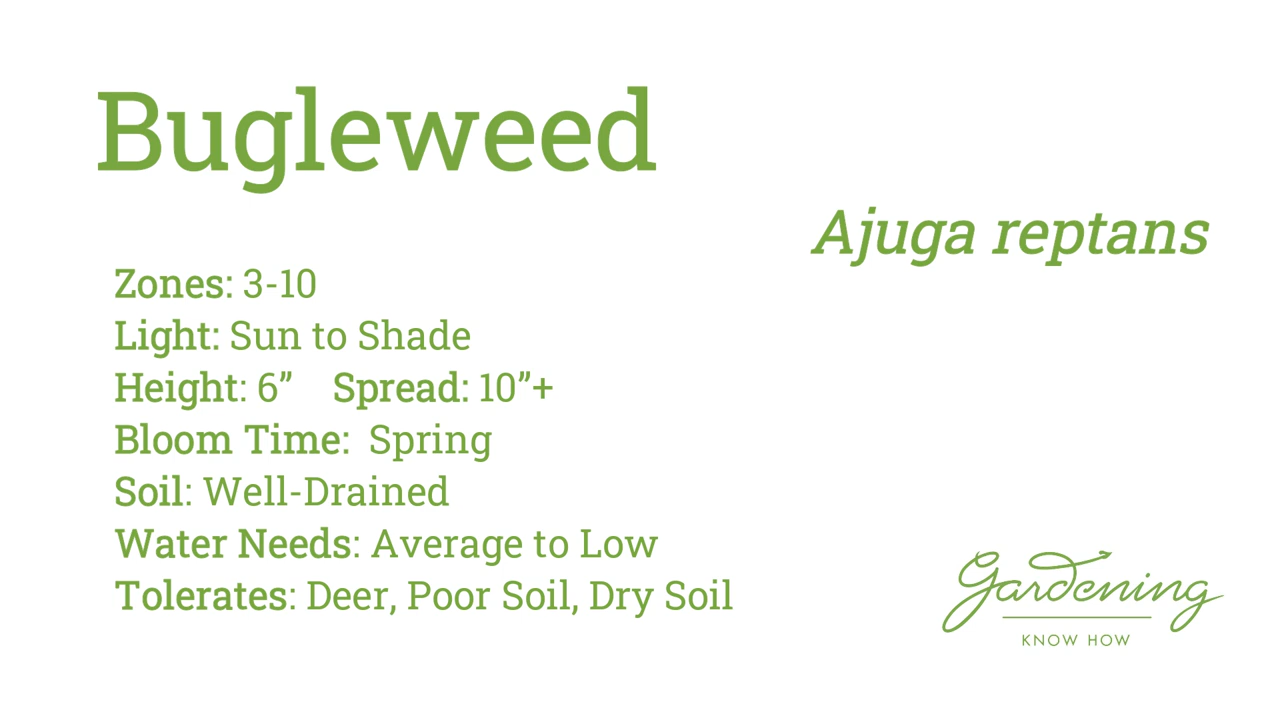 Bugleweed
Ajuga reptans
Zones: 3-10
Light: Sun to Shade
Height: 6” Spread: 10”+
Bloom Time: Spring
Soil: Well-Drained
Water Needs: Average to Low
Tolerates: Deer, Poor Soil, Dry Soil
Gardening
KNOW HOW